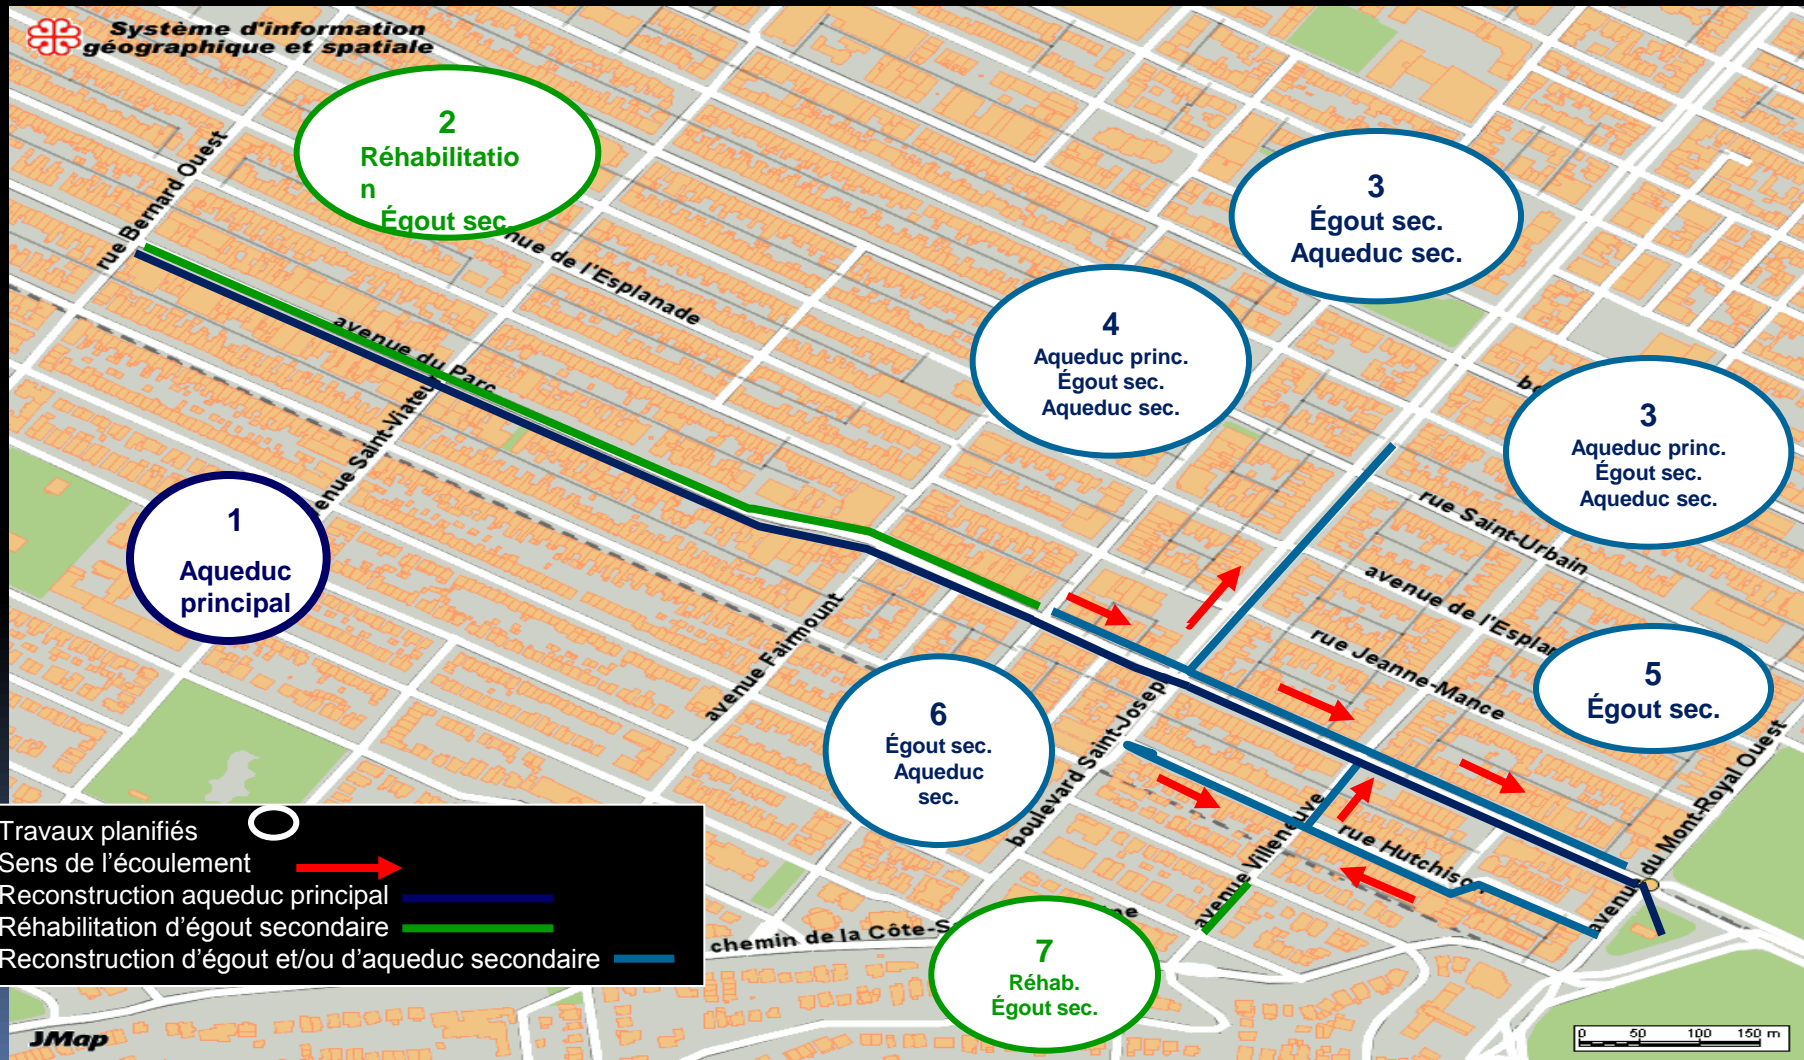 Système d'information
géographique et spatiale
2
Réhabilitatio
n
Égout sec.
3
Égout sec.
Aqueduc sec.
rue Bernard Ouest
nue de l'Esplanade
4
Aqueduc princ.
Égout sec.
Aqueduc sec.
avenue du Parc
3
Aqueduc princ.
Égout sec.
Aqueduc sec.
enue Saint-Viateu
1
Aqueduc
principal
rue Saint-Urbain
avenue de l'Espla
rue Jeanne-Mance
avenue Fairmount
5
Égout sec.
6
Égout sec.
Aqueduc
sec.
boulevard Saint-Josep
avenue du Mont-Royal Ouest
avenue Villeneuve
rue Hutchison
chemin de la Côte-S
ine
7
Réhab.
Égout sec.
Travaux planifiés
Sens de l'écoulement
Reconstruction aqueduc principal
Réhabilitation d'égout secondaire
Reconstruction d'égout et/ou d'aqueduc secondaire
JMap
0 50 100 150 m